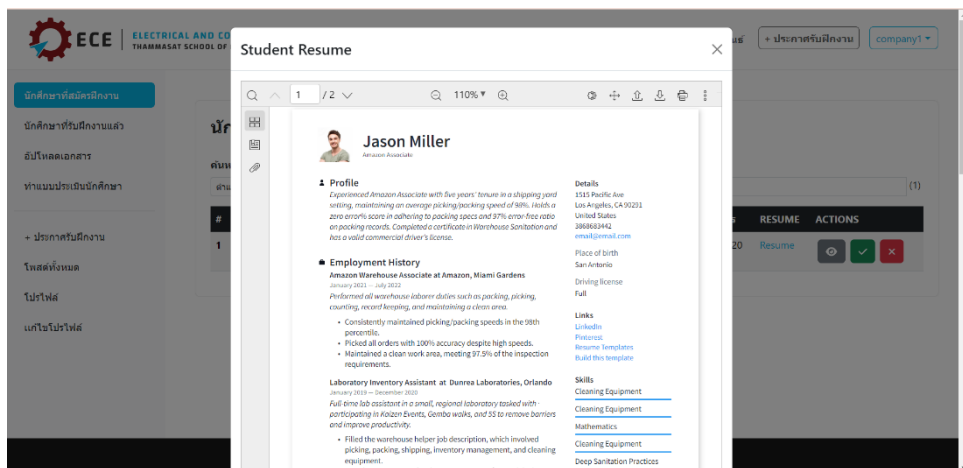 ECE
ELECTRICAL AND CO
THAMMASAT SCHOOL OF
+ ประกาศรับฝึกงาน
company1
Student Resume
นักศึกษาที่สมัครฝึกงาน
นักศึกษาที่รับฝึกงานแล้ว
อัปโหลดเอกสาร
ทำแบบประเมินนักศึกษา
+ ประกาศรับฝึกงาน
โพสต์ทั้งหมด
โปรไฟล์
แก้ไขโปรไฟล์
นัก
ค้นห
(1)
#
RESUME
ACTIONS
1
20
Resume
1
/ 2
110%
Jason Miller
Amazon Associate
Profile
Experienced Amazon Associate with five years' tenure in a shipping yard
setting, maintaining an average picking/packing speed of 98%. Holds a
zero error% score in adhering to packing specs and 97% error-free ratio
on packing records. Completed a certificate in Warehouse Sanitation and
has a valid commercial driver's license.
Employment History
Amazon Warehouse Associate at Amazon, Miami Gardens
January 2021 — July 2022
Performed all warehouse laborer duties such as packing, picking,
counting, record keeping, and maintaining a clean area.
• Consistently maintained picking/packing speeds in the 98th
percentile.
• Picked all orders with 100% accuracy despite high speeds.
• Maintained a clean work area, meeting 97.5% of the inspection
requirements.
Laboratory Inventory Assistant at Dunrea Laboratories, Orlando
January 2019 — December 2020
Full-time lab assistant in a small, regional laboratory tasked with
participating in Kaizen Events, Gemba walks, and 5S to remove barriers
and improve productivity.
• Filled the warehouse helper job description, which involved
picking, packing, shipping, inventory management, and cleaning
equipment.
Details
1515 Pacific Ave
Los Angeles, CA 90291
United States
3868683442
email@email.com
Place of birth
San Antonio
Driving license
Full
Links
LinkedIn
Pinterest
Resume Templates
Build this template
Skills
Cleaning Equipment
Cleaning Equipment
Mathematics
Cleaning Equipment
Deep Sanitation Practices